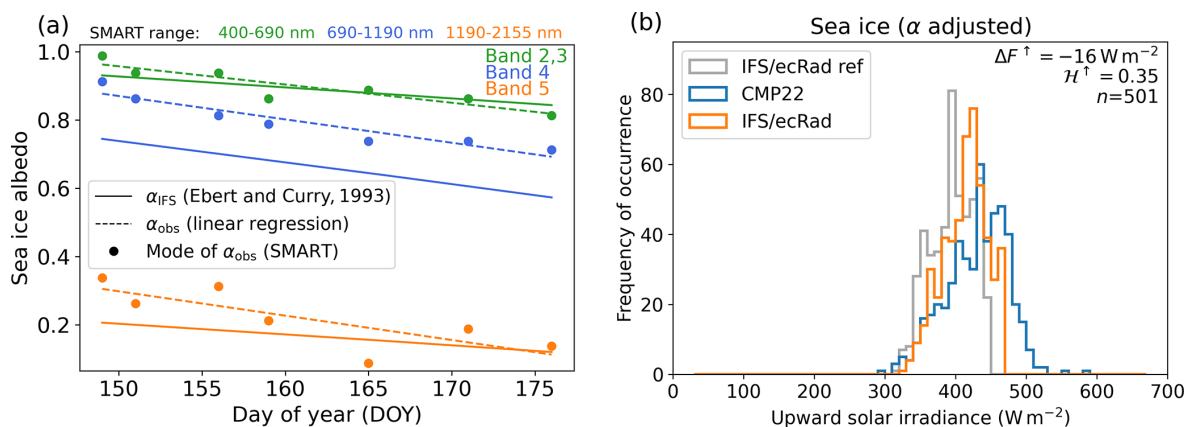 (a)
SMART range: 400-690 nm 690-1190 nm 1190-2155 nm
Band 2,3
Band 4
Band 5
α_IFS (Ebert and Curry, 1993)
α_obs (linear regression)
Mode of α_obs (SMART)
Sea ice albedo
1.0
0.8
0.6
0.4
0.2
150 155 160 165 170 175
Day of year (DOY)
(b)
Sea ice (α adjusted)
IFS/ecRad ref
CMP22
IFS/ecRad
ΔF↑ = −16 W m⁻²
ℋ↑ = 0.35
n=501
Frequency of occurrence
80
60
40
20
0
0 100 200 300 400 500 600 700
Upward solar irradiance (W m⁻²)